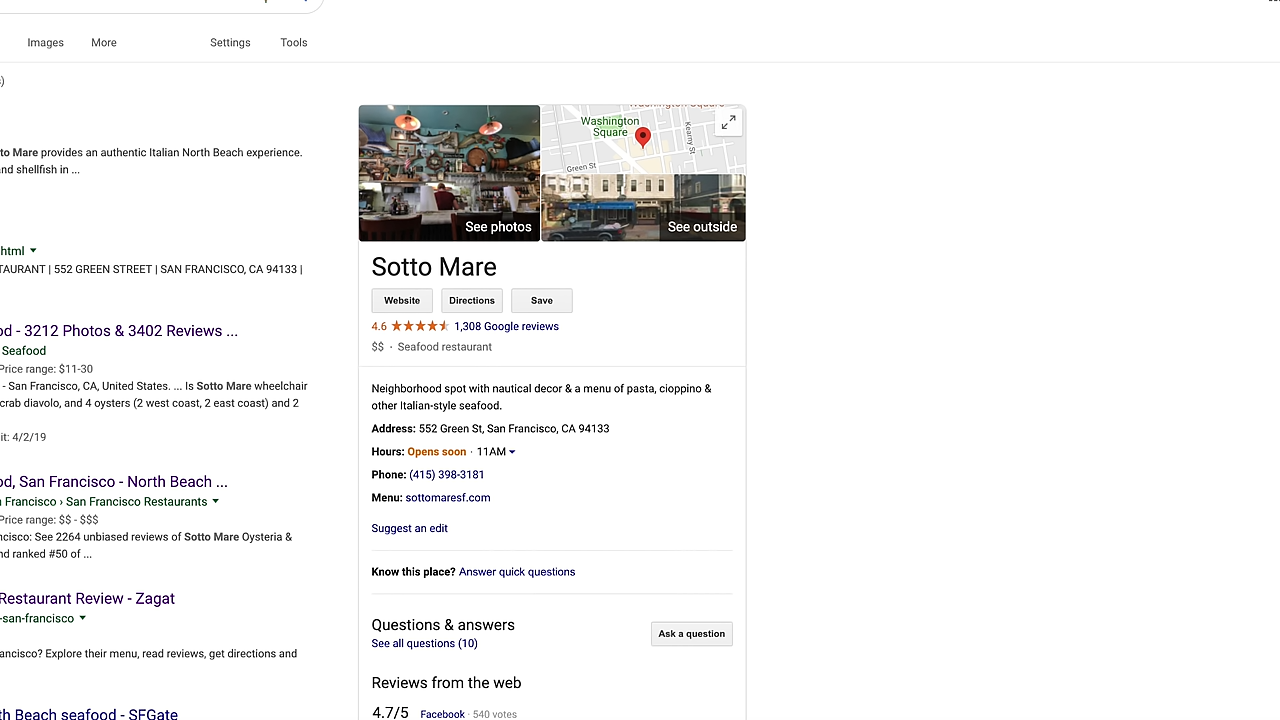 Images
More
Settings
Tools
s)
to Mare provides an authentic Italian North Beach experience.
nd shellfish in ...
html
TAURANT | 552 GREEN STREET | SAN FRANCISCO, CA 94133 |
od - 3212 Photos & 3402 Reviews ...
Seafood
Price range: $11-30
- San Francisco, CA, United States. ... Is Sotto Mare wheelchair
crab diavolo, and 4 oysters (2 west coast, 2 east coast) and 2
it: 4/2/19
od, San Francisco - North Beach ...
n Francisco › San Francisco Restaurants
Price range: $$ - $$$
ncisco: See 2264 unbiased reviews of Sotto Mare Oysteria &
nd ranked #50 of ...
Restaurant Review - Zagat
-san-francisco
ancisco? Explore their menu, read reviews, get directions and
th Beach seafood - SFGate
Washington Square
Washington
Square
Kearny St
Green St
See photos
See outside
Sotto Mare
Website
Directions
Save
4.6 1,308 Google reviews
$$ · Seafood restaurant
Neighborhood spot with nautical decor & a menu of pasta, cioppino &
other Italian-style seafood.
Address: 552 Green St, San Francisco, CA 94133
Hours: Opens soon · 11AM
Phone: (415) 398-3181
Menu: sottomaresf.com
Suggest an edit
Know this place? Answer quick questions
Questions & answers
See all questions (10)
Ask a question
Reviews from the web
4.7/5 Facebook · 540 votes